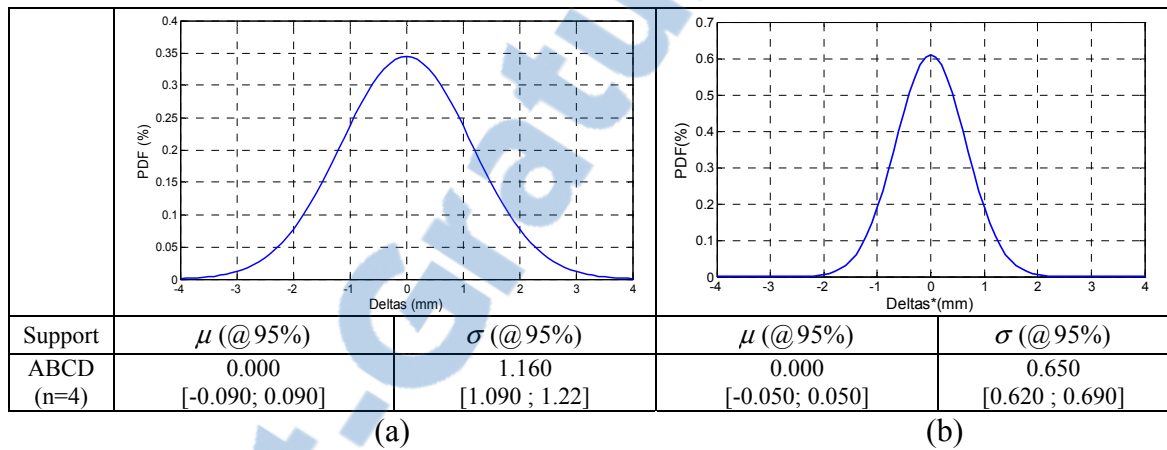 0.4
0.35
0.3
0.25
0.2
0.15
0.1
0.05
0
PDF (%)
-4 -3 -2 -1 0 1 2 3 4
Deltas (mm)
0.7
0.6
0.5
0.4
0.3
0.2
0.1
0
PDF(%)
-4 -3 -2 -1 0 1 2 3 4
Deltas*(mm)
Support μ (@95%) σ (@95%) μ (@95%) σ (@95%)
ABCD 0.000 1.160 0.000 0.650
(n=4) [-0.090; 0.090] [1.090 ; 1.22] [-0.050; 0.050] [0.620 ; 0.690]
(a) (b)
t-Gratu